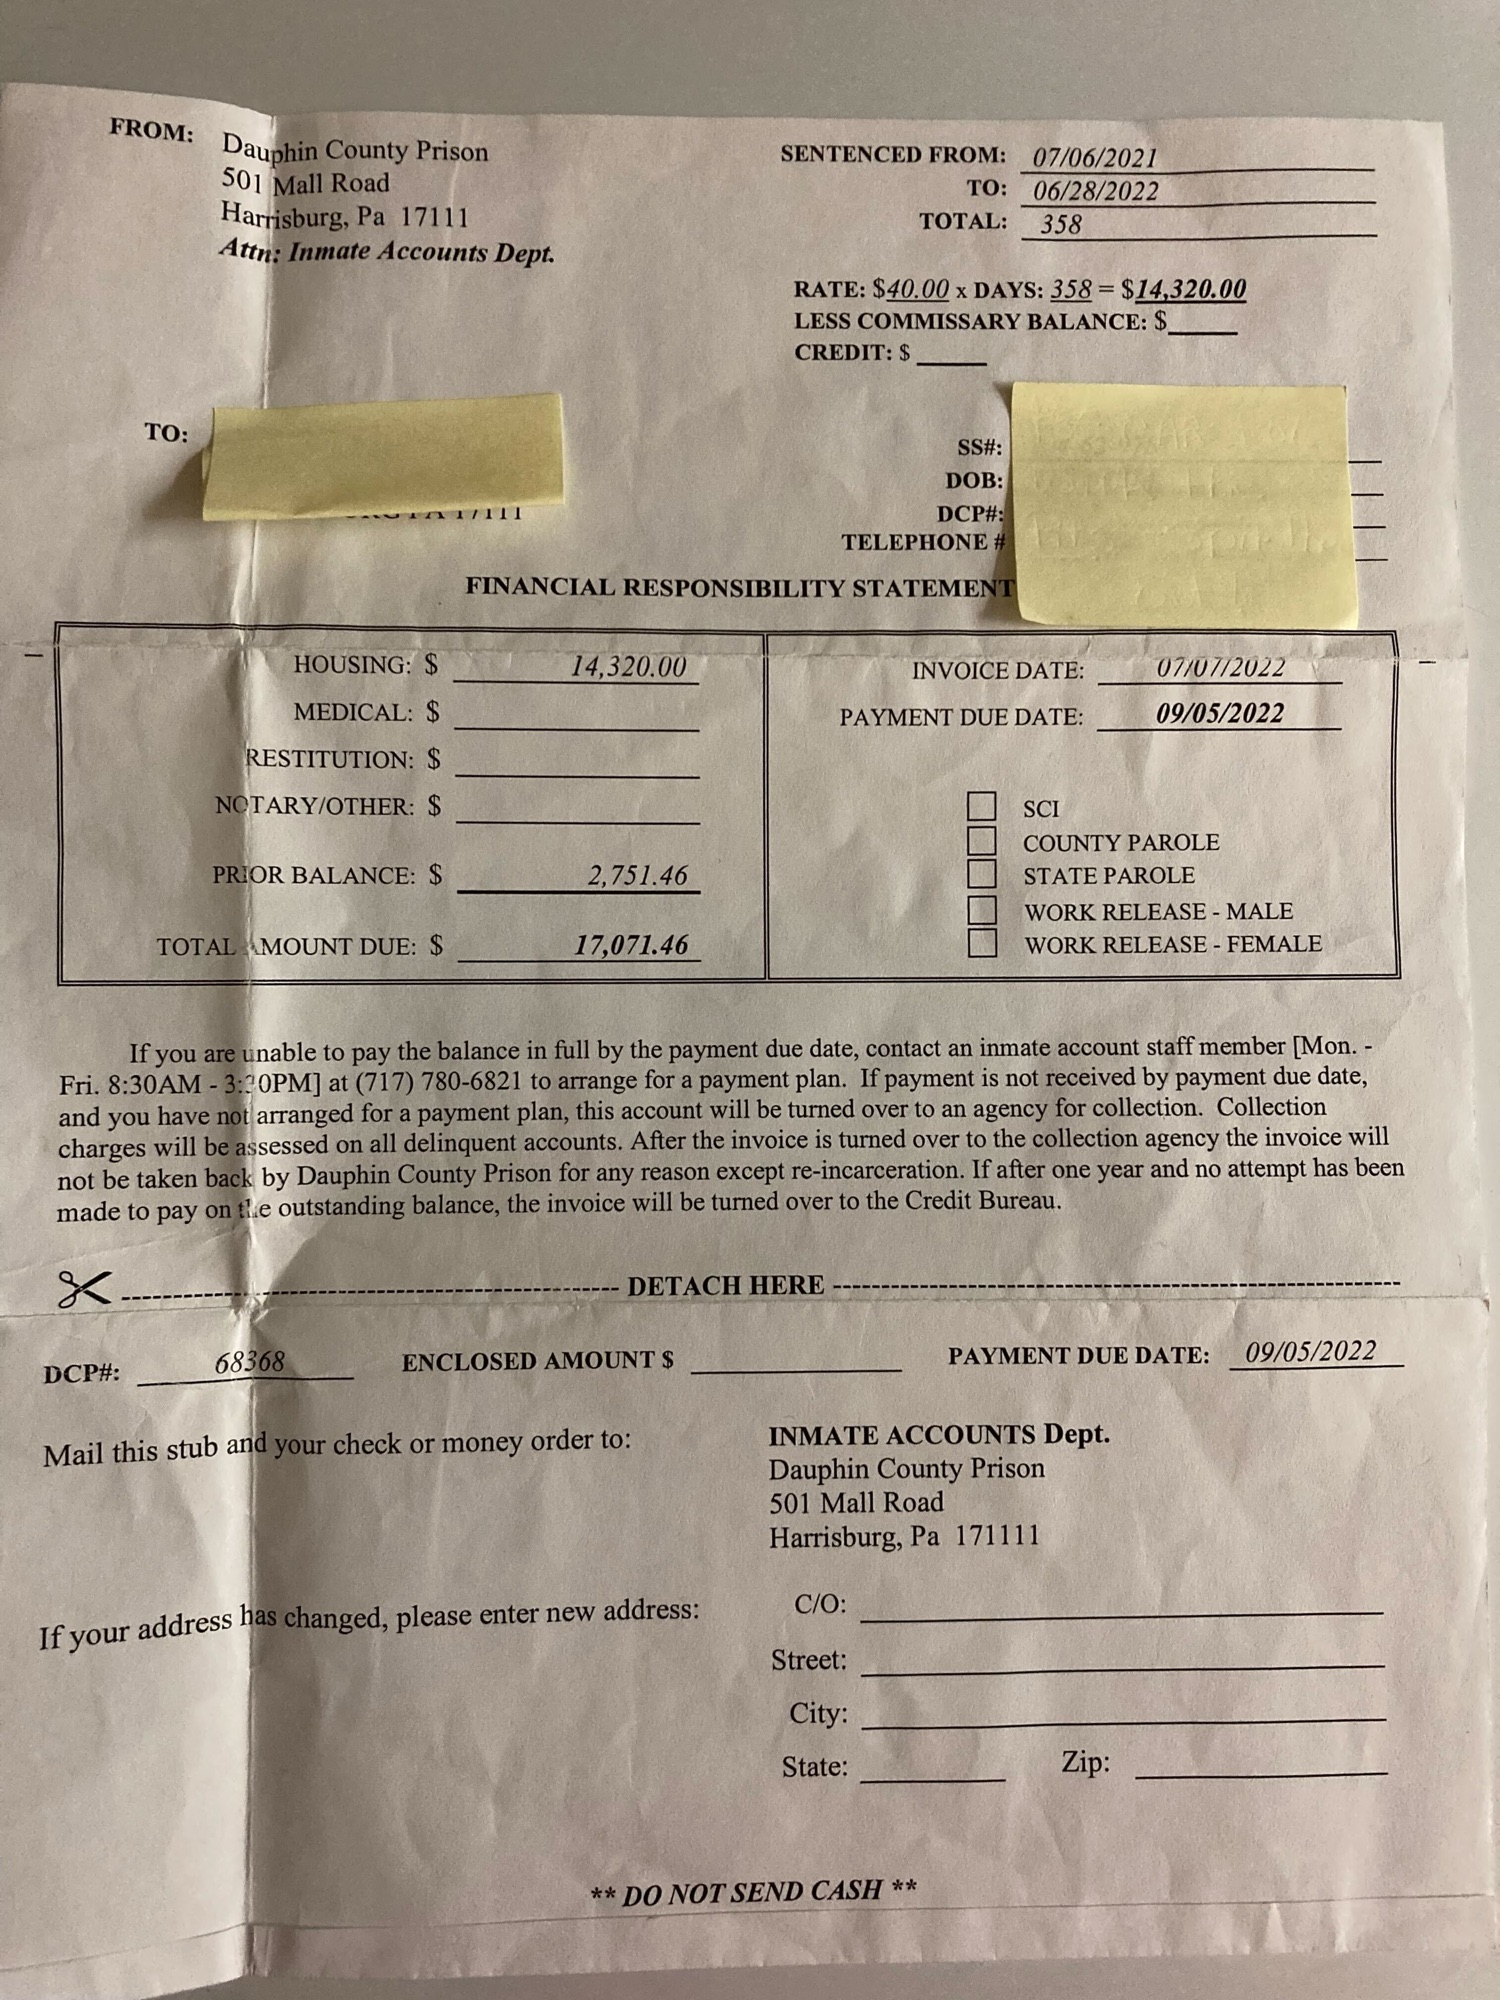 FROM: Dauphin County Prison
501 Mall Road
Harrisburg, Pa 17111
Attn: Inmate Accounts Dept.
SENTENCED FROM: 07/06/2021
TO: 06/28/2022
TOTAL: 358
RATE: $40.00 x DAYS: 358 = $14,320.00
LESS COMMISSARY BALANCE: $
CREDIT: $
TO:
17111
SS#:
DOB:
DCP#:
TELEPHONE #
FINANCIAL RESPONSIBILITY STATEMENT
HOUSING: $ 14,320.00
MEDICAL: $
RESTITUTION: $
NOTARY/OTHER: $
PRIOR BALANCE: $ 2,751.46
TOTAL AMOUNT DUE: $ 17,071.46
INVOICE DATE: 07/07/2022
PAYMENT DUE DATE: 09/05/2022
SCI
COUNTY PAROLE
STATE PAROLE
WORK RELEASE - MALE
WORK RELEASE - FEMALE
If you are unable to pay the balance in full by the payment due date, contact an inmate account staff member [Mon. -
Fri. 8:30AM - 3:30PM] at (717) 780-6821 to arrange for a payment plan. If payment is not received by payment due date,
and you have not arranged for a payment plan, this account will be turned over to an agency for collection. Collection
charges will be assessed on all delinquent accounts. After the invoice is turned over to the collection agency the invoice will
not be taken back by Dauphin County Prison for any reason except re-incarceration. If after one year and no attempt has been
made to pay on the outstanding balance, the invoice will be turned over to the Credit Bureau.
DETACH HERE
DCP#: 68368 ENCLOSED AMOUNT $ PAYMENT DUE DATE: 09/05/2022
Mail this stub and your check or money order to:
INMATE ACCOUNTS Dept.
Dauphin County Prison
501 Mall Road
Harrisburg, Pa 171111
If your address has changed, please enter new address:
C/O:
Street:
City:
State: Zip:
** DO NOT SEND CASH **